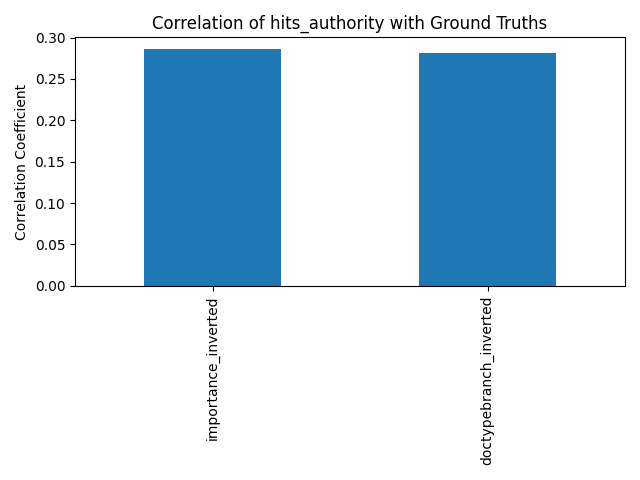 Correlation of hits_authority with Ground Truths
Correlation Coefficient
0.30
0.25
0.20
0.15
0.10
0.05
0.00
importance_inverted
doctypebranch_inverted